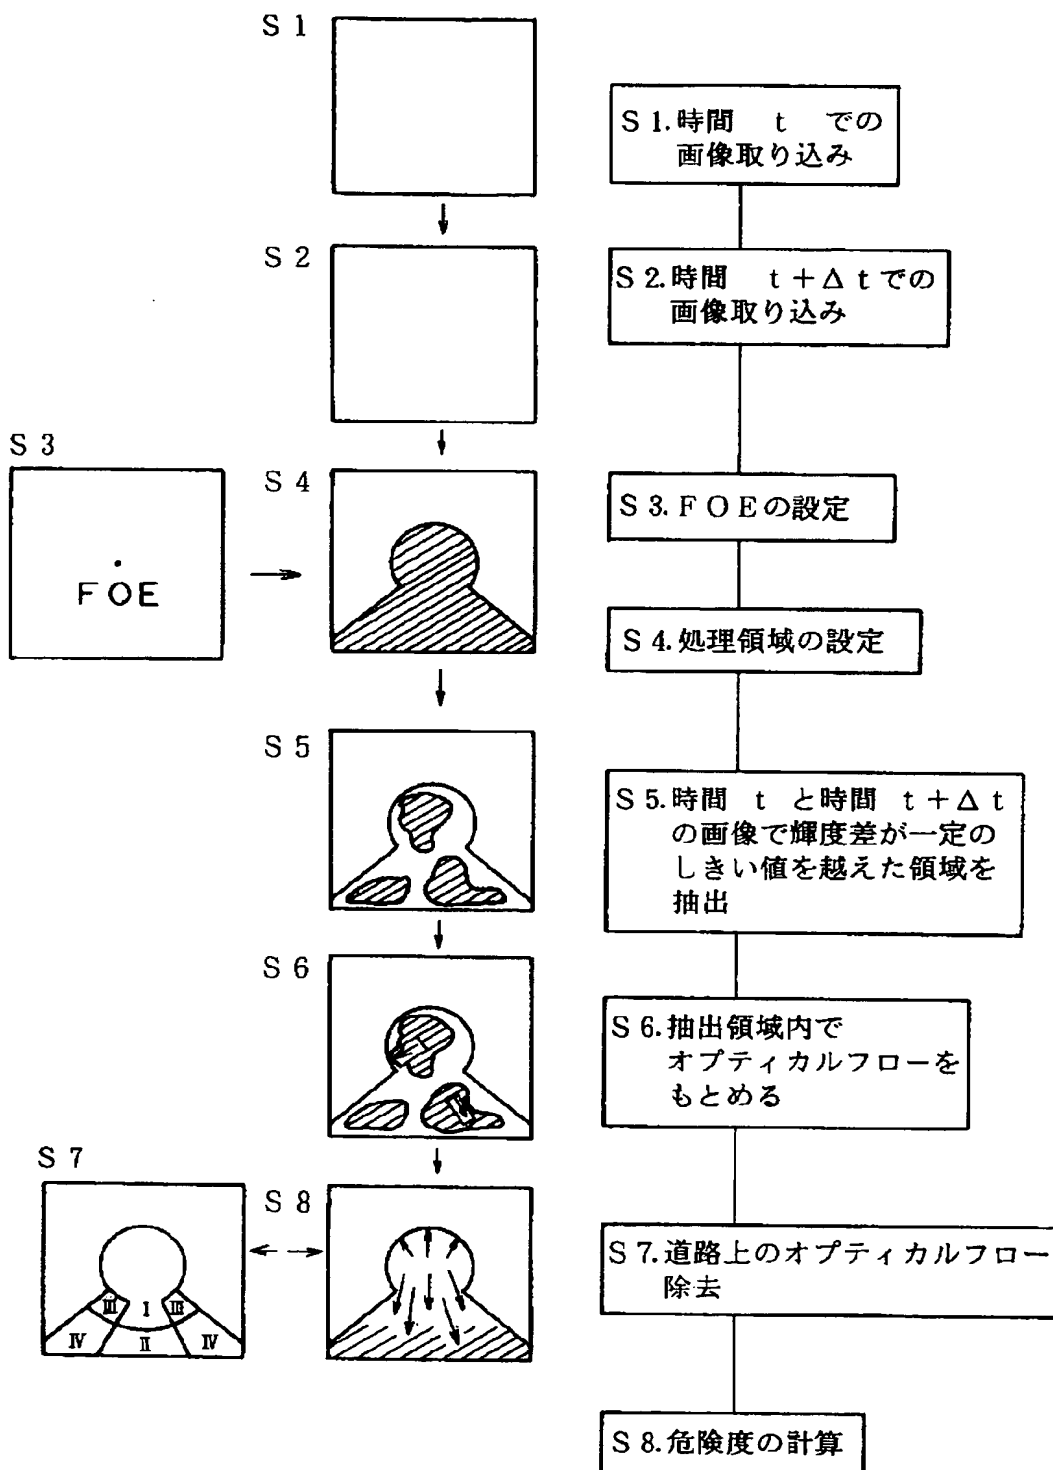 S 1
S 1.時間 t での
画像取り込み
S 2
S 2.時間 t+Δtでの
画像取り込み
S 3
FOE
S 4
S 3.FOEの設定
S 4.処理領域の設定
S 5
S 5.時間 t と時間 t+Δt
の画像で輝度差が一定の
しきい値を越えた領域を
抽出
S 6
S 6.抽出領域内で
オプティカルフローを
もとめる
S 7
Ⅲ Ⅰ Ⅲ
Ⅳ Ⅱ Ⅳ
S 8
S 7.道路上のオプティカルフロー
除去
S 8.危険度の計算